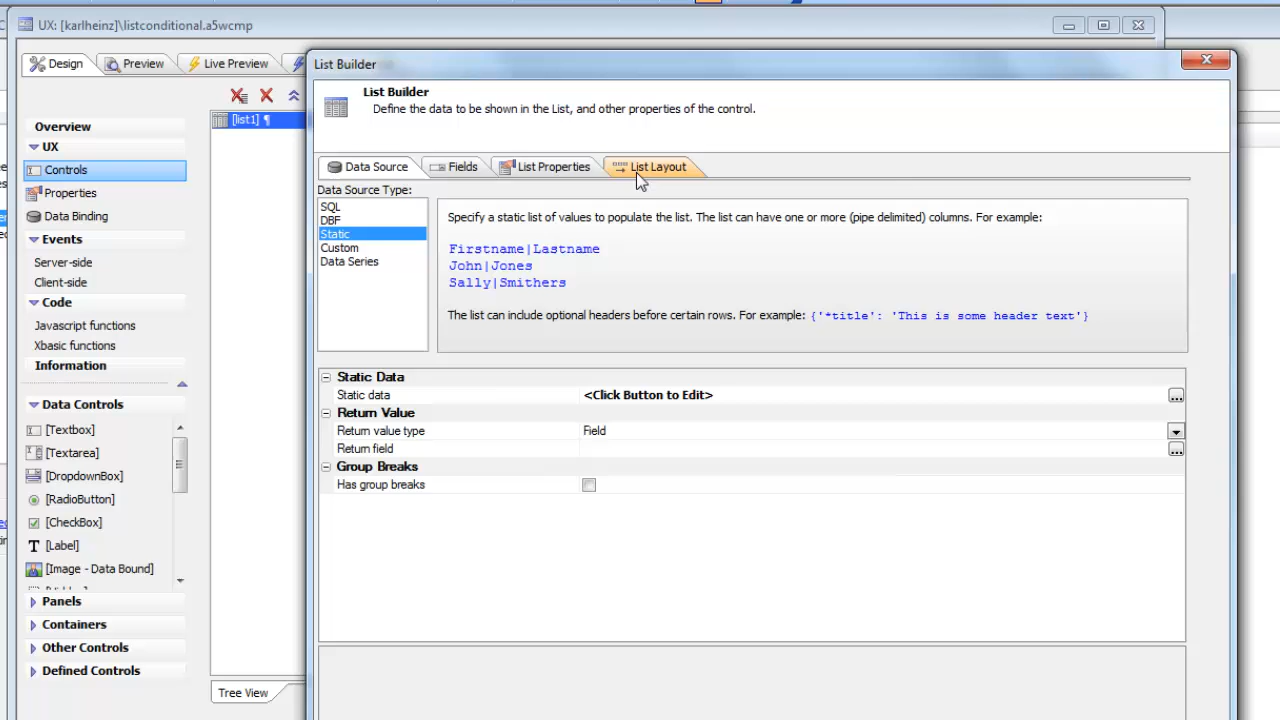 UX: [karlheinz]\listconditional.a5wcmp
Design
Preview
Live Preview
Overview
UX
Controls
Properties
Data Binding
Events
Server-side
Client-side
Code
Javascript functions
Xbasic functions
Information
Data Controls
[Textbox]
[Textarea]
[DropdownBox]
[RadioButton]
[CheckBox]
[Label]
[Image - Data Bound]
Panels
Containers
Other Controls
Defined Controls
[list1] ¶
Tree View
List Builder
List Builder
Define the data to be shown in the List, and other properties of the control.
Data Source
Fields
List Properties
List Layout
Data Source Type:
SQL
DBF
Static
Custom
Data Series
Specify a static list of values to populate the list. The list can have one or more (pipe delimited) columns. For example:
Firstname|Lastname
John|Jones
Sally|Smithers
The list can include optional headers before certain rows. For example: {'*title': 'This is some header text'}
Static Data
Static data <Click Button to Edit> ...
Return Value
Return value type Field
Return field ...
Group Breaks
Has group breaks